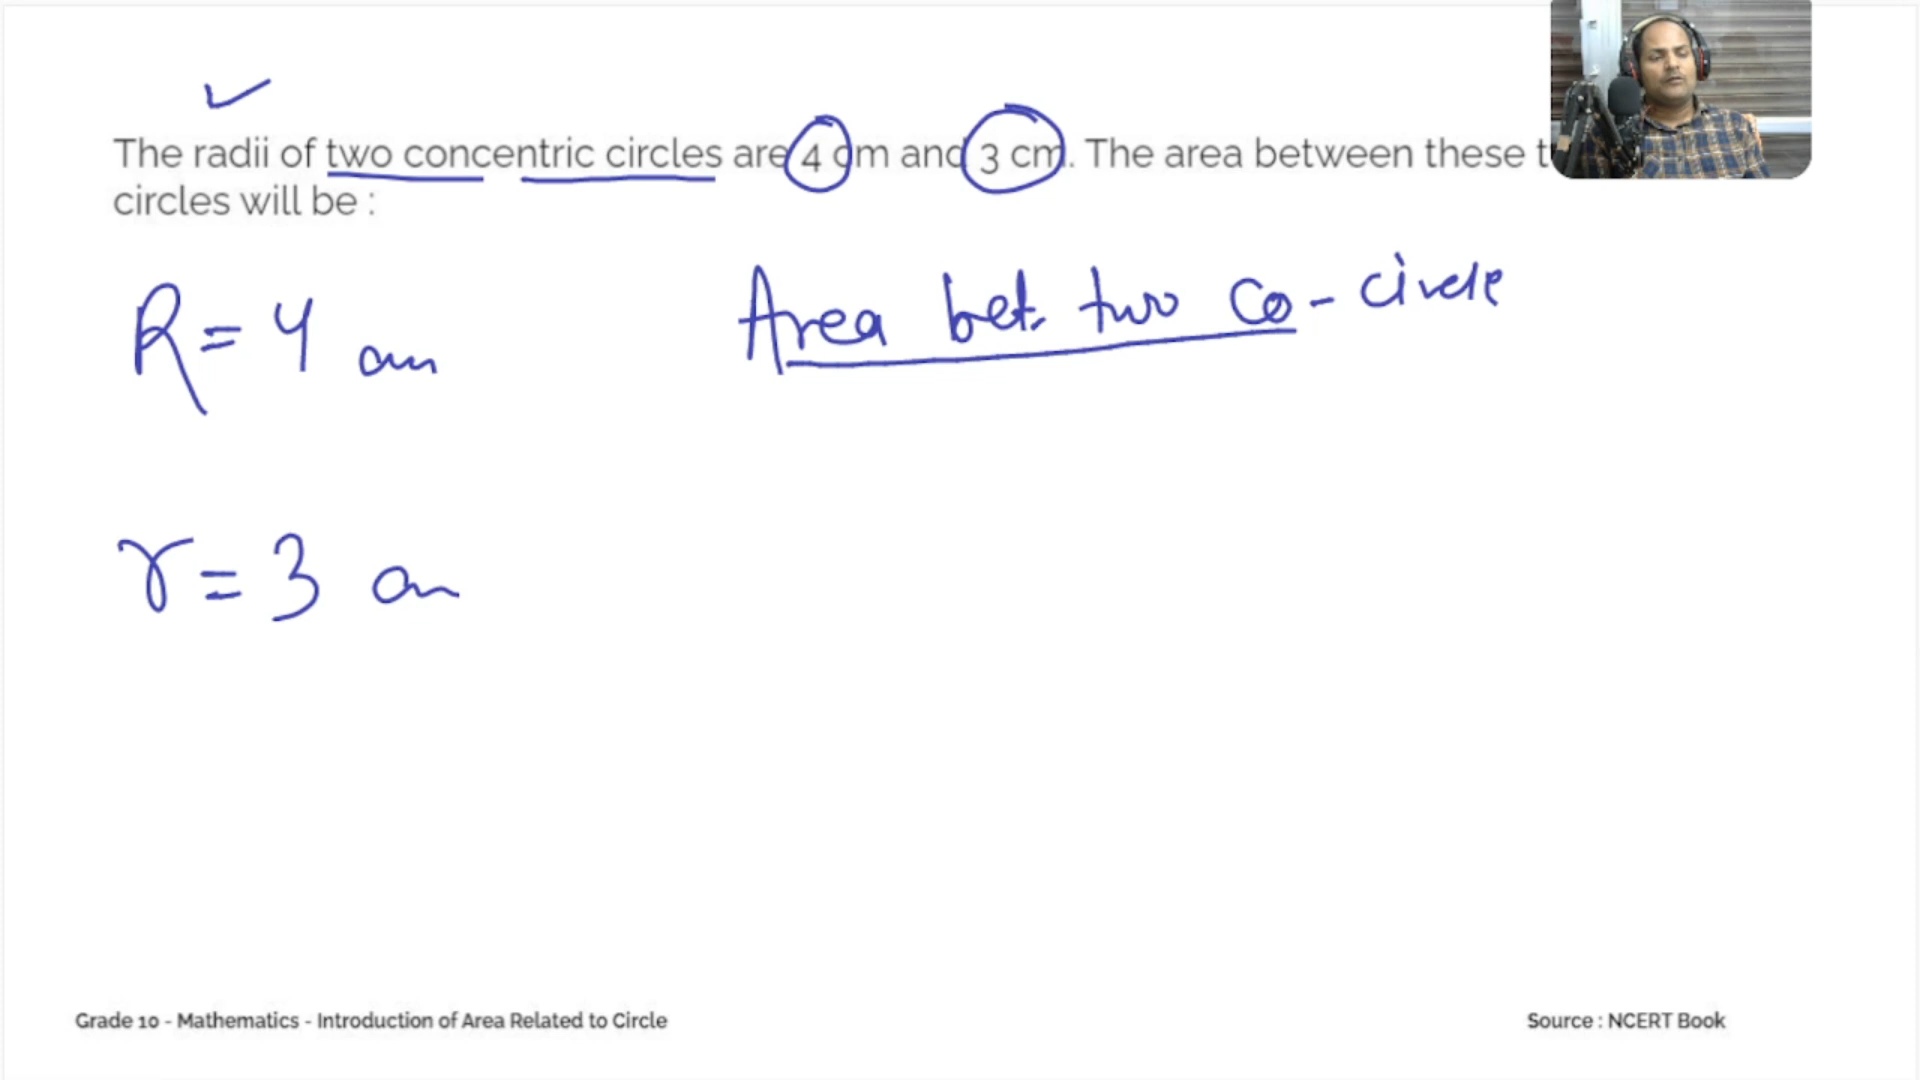 The radii of two concentric circles are 4 cm and 3 cm. The area between these t
circles will be :
R = 4 cm
Area bet. two co-circle
r = 3 cm
Grade 10 - Mathematics - Introduction of Area Related to Circle
Source : NCERT Book